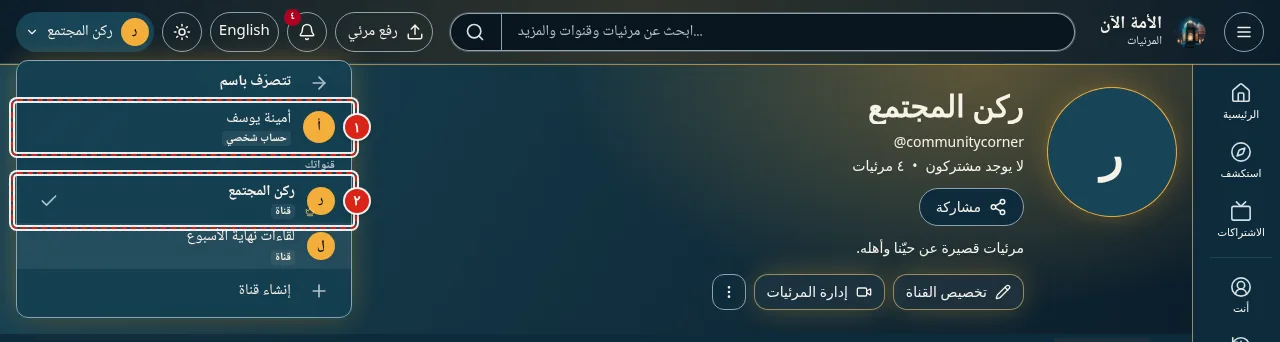 الأمة الآن
المرئيات
ابحث عن مرئيات وقنوات والمزيد...
رفع مرئي
٤
English
ر
ركن المجتمع
الرئيسية
استكشف
الاشتراكات
أنت
ر
ركن المجتمع
@communitycorner
لا يوجد مشتركون • ٤ مرئيات
مشاركة
مرئيات قصيرة عن حيّنا وأهله.
تخصيص القناة
إدارة المرئيات
تتصرّف باسم
١
أ
أمينة يوسف
حساب شخصي
قنواتك
٢
ر
ركن المجتمع
قناة
ل
لقاءات نهاية الأسبوع
قناة
إنشاء قناة